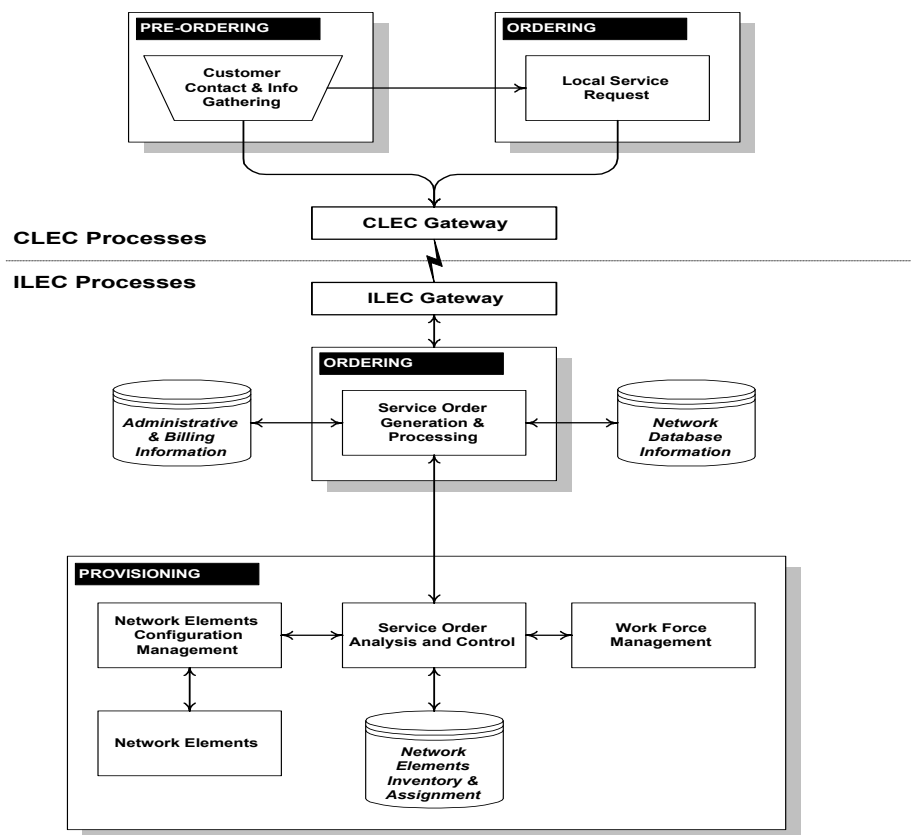 PRE-ORDERING
Customer
Contact & Info
Gathering
ORDERING
Local Service
Request
CLEC Gateway
CLEC Processes
ILEC Processes
ILEC Gateway
ORDERING
Service Order
Generation &
Processing
Administrative
& Billing
Information
Network
Database
Information
PROVISIONING
Network Elements
Configuration
Management
Service Order
Analysis and Control
Work Force
Management
Network Elements
Network
Elements
Inventory &
Assignment